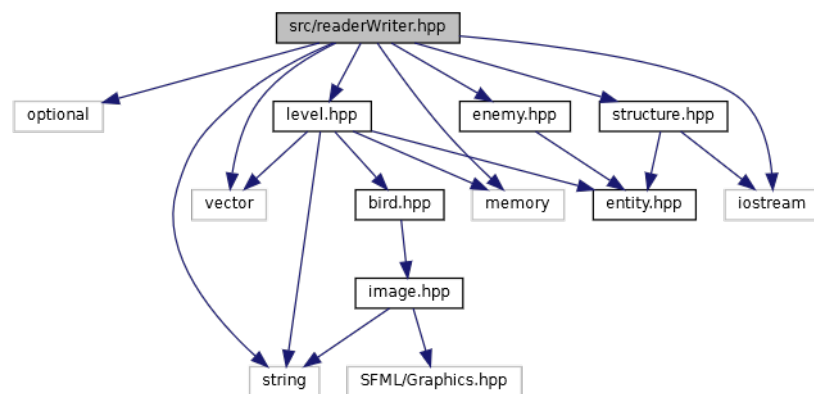 src/readerWriter.hpp
optional
level.hpp
enemy.hpp
structure.hpp
vector
bird.hpp
memory
entity.hpp
iostream
image.hpp
string
SFML/Graphics.hpp